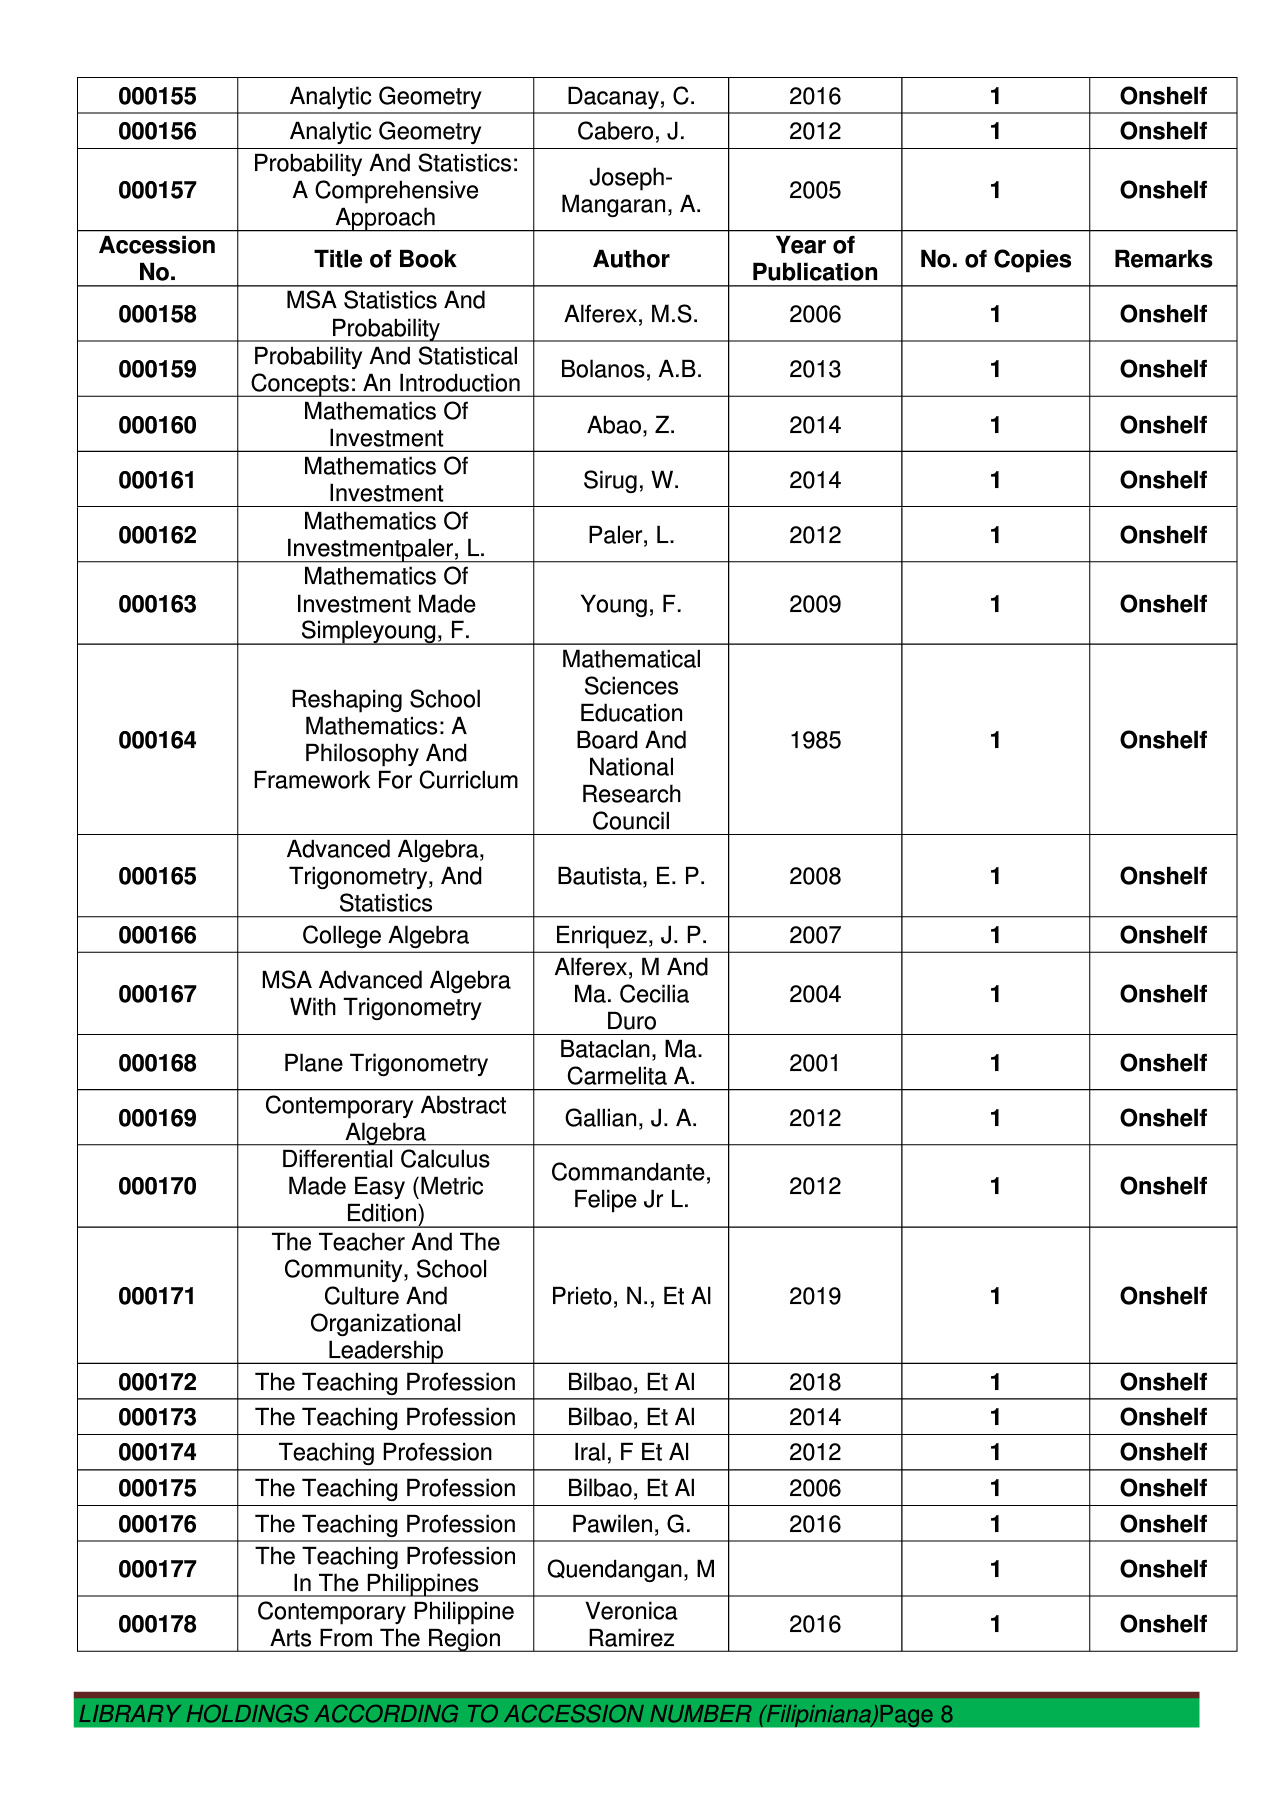 000155 Analytic Geometry Dacanay, C. 2016 1 Onshelf
000156 Analytic Geometry Cabero, J. 2012 1 Onshelf
Probability And Statistics:
A Comprehensive
Approach
000157
Joseph-
Mangaran, A.
2005 1 Onshelf
Accession
No.
Title of Book Author
Year of
Publication
No. of Copies Remarks
000158
MSA Statistics And
Probability
Alferex, M.S. 2006 1 Onshelf
000159
Probability And Statistical
Concepts: An Introduction
Bolanos, A.B. 2013 1 Onshelf
000160
Mathematics Of
Investment
Abao, Z. 2014 1 Onshelf
000161
Mathematics Of
Investment
Sirug, W. 2014 1 Onshelf
000162
Mathematics Of
Investmentpaler, L.
Paler, L. 2012 1 Onshelf
000163
Mathematics Of
Investment Made
Simpleyoung, F.
Young, F. 2009 1 Onshelf
000164
Reshaping School
Mathematics: A
Philosophy And
Framework For Curriclum
Mathematical
Sciences
Education
Board And
National
Research
Council
1985 1 Onshelf
000165
Advanced Algebra,
Trigonometry, And
Statistics
Bautista, E. P. 2008 1 Onshelf
000166 College Algebra Enriquez, J. P. 2007 1 Onshelf
000167
MSA Advanced Algebra
With Trigonometry
Alferex, M And
Ma. Cecilia
Duro
2004 1 Onshelf
000168 Plane Trigonometry
Bataclan, Ma.
Carmelita A.
2001 1 Onshelf
000169
Contemporary Abstract
Algebra
Gallian, J. A. 2012 1 Onshelf
000170
Differential Calculus
Made Easy (Metric
Edition)
Commandante,
Felipe Jr L.
2012 1 Onshelf
000171
The Teacher And The
Community, School
Culture And
Organizational
Leadership
Prieto, N., Et Al 2019 1 Onshelf
000172 The Teaching Profession Bilbao, Et Al 2018 1 Onshelf
000173 The Teaching Profession Bilbao, Et Al 2014 1 Onshelf
000174 Teaching Profession Iral, F Et Al 2012 1 Onshelf
000175 The Teaching Profession Bilbao, Et Al 2006 1 Onshelf
000176 The Teaching Profession Pawilen, G. 2016 1 Onshelf
000177
The Teaching Profession
In The Philippines
Quendangan, M 1 Onshelf
000178
Contemporary Philippine
Arts From The Region
Veronica
Ramirez
2016 1 Onshelf
LIBRARY HOLDINGS ACCORDING TO ACCESSION NUMBER (Filipiniana)Page 8